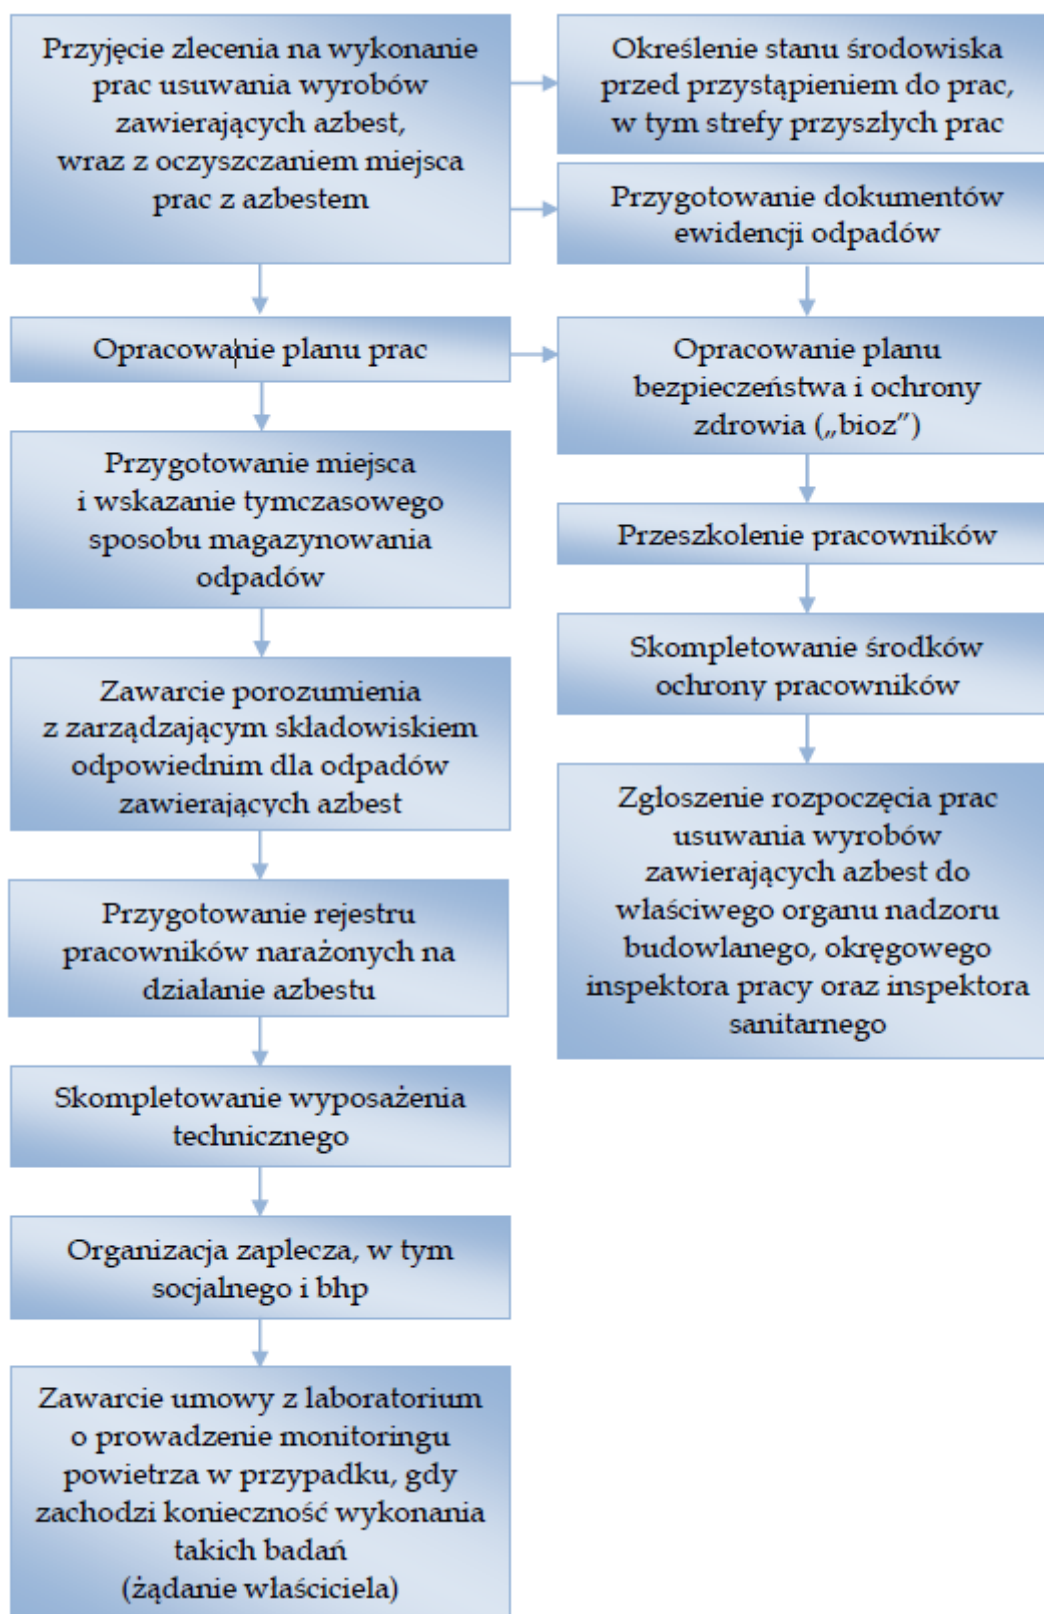 Przyjęcie zlecenia na wykonanie
prac usuwania wyrobów
zawierających azbest,
wraz z oczyszczaniem miejsca
prac z azbestem
Określenie stanu środowiska
przed przystąpieniem do prac,
w tym strefy przyszłych prac
Przygotowanie dokumentów
ewidencji odpadów
Opracowanie planu prac
Opracowanie planu
bezpieczeństwa i ochrony
zdrowia („bioz”)
Przygotowanie miejsca
i wskazanie tymczasowego
sposobu magazynowania
odpadów
Przeszkolenie pracowników
Skompletowanie środków
ochrony pracowników
Zawarcie porozumienia
z zarządzającym składowiskiem
odpowiednim dla odpadów
zawierających azbest
Zgłoszenie rozpoczęcia prac
usuwania wyrobów
zawierających azbest do
właściwego organu nadzoru
budowlanego, okręgowego
inspektora pracy oraz inspektora
sanitarnego
Przygotowanie rejestru
pracowników narażonych na
działanie azbestu
Skompletowanie wyposażenia
technicznego
Organizacja zaplecza, w tym
socjalnego i bhp
Zawarcie umowy z laboratorium
o prowadzenie monitoringu
powietrza w przypadku, gdy
zachodzi konieczność wykonania
takich badań
(żądanie właściciela)